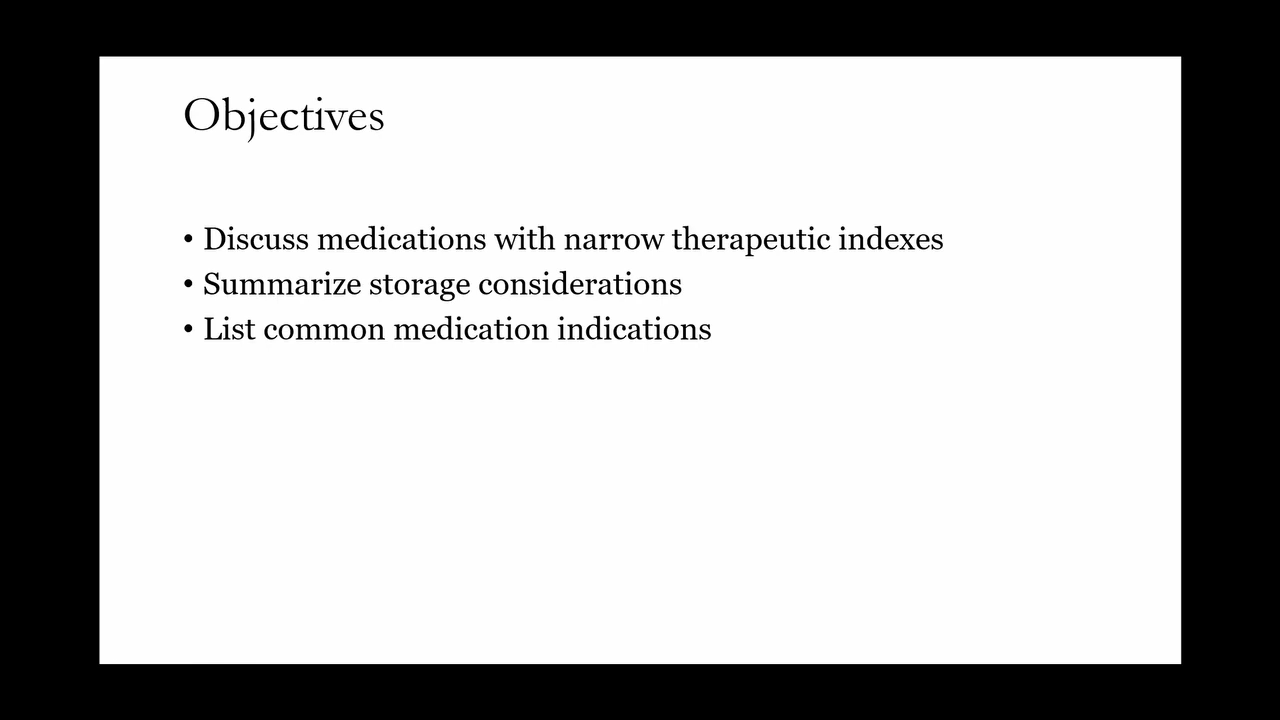 Objectives
• Discuss medications with narrow therapeutic indexes
• Summarize storage considerations
• List common medication indications